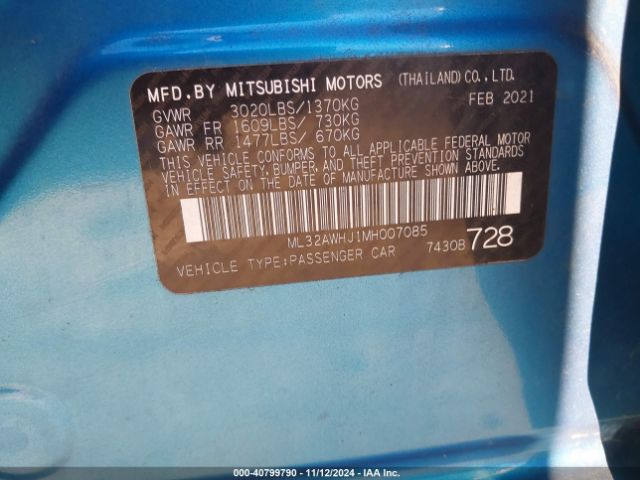 MFD.BY MITSUBISHI MOTORS (THAILAND) CO.,LTD.
GVWR 3020LBS/1370KG FEB 2021
GAWR FR 1609LBS/ 730KG
GAWR RR 1477LBS/ 670KG
THIS VEHICLE CONFORMS TO ALL APPLICABLE FEDERAL MOTOR
VEHICLE SAFETY, BUMPER, AND THEFT PREVENTION STANDARDS
IN EFFECT ON THE DATE OF MANUFACTURE SHOWN ABOVE.
ML32AWHJ1MH007085
VEHICLE TYPE:PASSENGER CAR 7430B 728
000-40799790 - 11/12/2024 - IAA Inc.